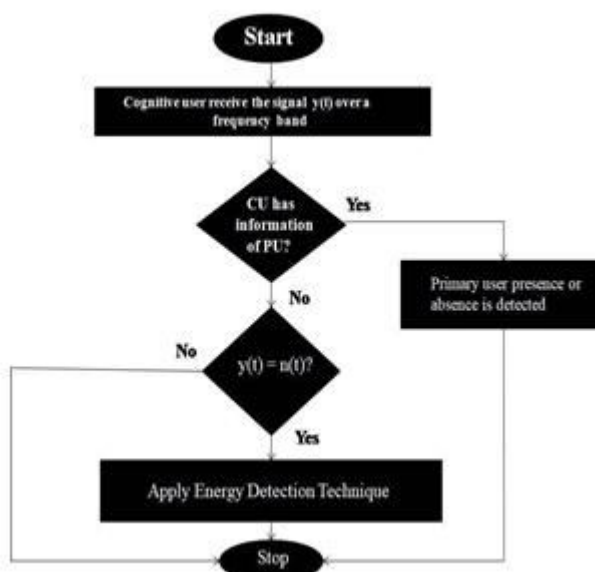 Start
Cognitive user receive the signal y(t) over a
frequency band
CU has
information
of PU?
Yes
Primary user presence or
absence is detected
No
No
y(t) = n(t)?
Yes
Apply Energy Detection Technique
Stop